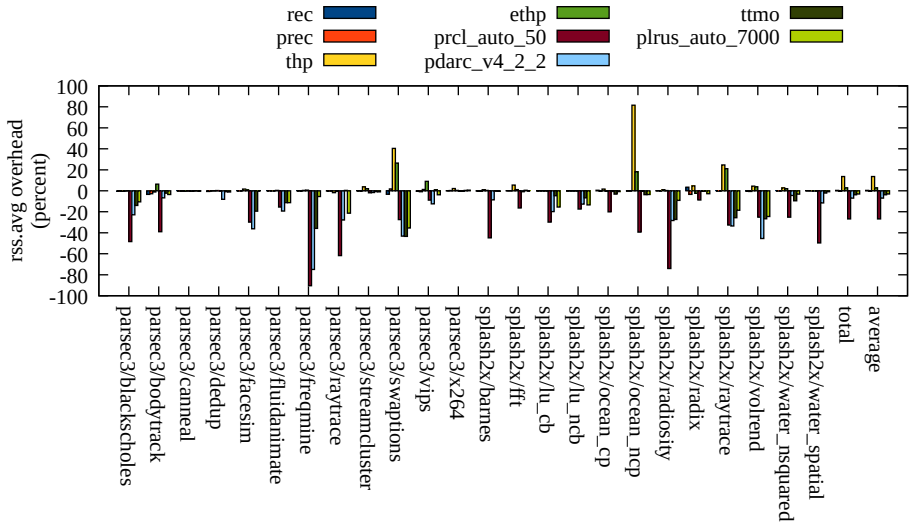 rec
prec
thp
ethp
prcl_auto_50
pdarc_v4_2_2
ttmo
plrus_auto_7000
rss.avg overhead
(percent)
100
80
60
40
20
0
-20
-40
-60
-80
-100
parsec3/blackscholes
parsec3/bodytrack
parsec3/canneal
parsec3/dedup
parsec3/facesim
parsec3/fluidanimate
parsec3/freqmine
parsec3/raytrace
parsec3/streamcluster
parsec3/swaptions
parsec3/vips
parsec3/x264
splash2x/barnes
splash2x/fft
splash2x/lu_cb
splash2x/lu_ncb
splash2x/ocean_cp
splash2x/ocean_ncp
splash2x/radiosity
splash2x/radix
splash2x/raytrace
splash2x/volrend
splash2x/water_nsquared
splash2x/water_spatial
total
average